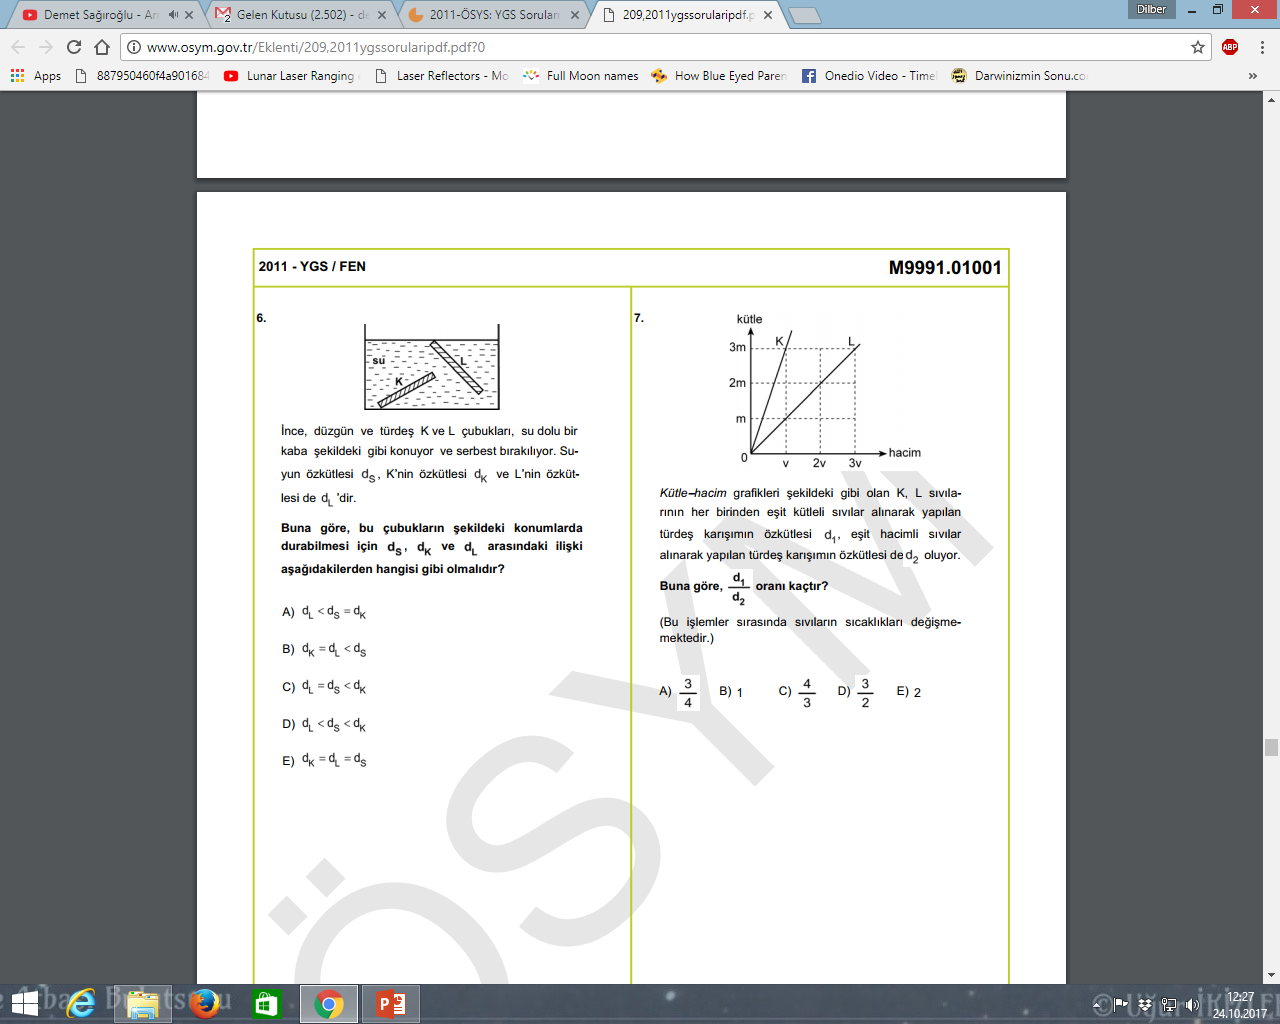 Demet Sağıroğlu - Arr
Gelen Kutusu (2.502) - de
2011-ÖSYS: YGS Soruları
209,2011ygssorularipdf.p
Dilber
www.osym.gov.tr/Eklenti/209,2011ygssorularipdf.pdf?0
ABP
Apps
887950460f4a901684
Lunar Laser Ranging
Laser Reflectors - Mo
Full Moon names
How Blue Eyed Paren
Onedio Video - Timel
Darwinizmin Sonu.co
»
2011 - YGS / FEN
M9991.01001
6.
su
K
L
İnce, düzgün ve türdeş K ve L çubukları, su dolu bir
kaba şekildeki gibi konuyor ve serbest bırakılıyor. Su-
yun özkütlesi dS, K'nin özkütlesi dK ve L'nin özküt-
lesi de dL 'dir.
Buna göre, bu çubukların şekildeki konumlarda
durabilmesi için dS, dK ve dL arasındaki ilişki
aşağıdakilerden hangisi gibi olmalıdır?
A) dL < dS = dK
B) dK = dL < dS
C) dL = dS < dK
D) dL < dS < dK
E) dK = dL = dS
7.
kütle
3m
K
L
2m
m
0
v
2v
3v
hacim
Kütle–hacim grafikleri şekildeki gibi olan K, L sıvıla-
rının her birinden eşit kütleli sıvılar alınarak yapılan
türdeş karışımın özkütlesi d1, eşit hacimli sıvılar
alınarak yapılan türdeş karışımın özkütlesi de d2 oluyor.
Buna göre, d1/d2 oranı kaçtır?
(Bu işlemler sırasında sıvıların sıcaklıkları değişme-
mektedir.)
A) 3/4 B) 1 C) 4/3 D) 3/2 E) 2
ÖSYM
12:27
24.10.2017